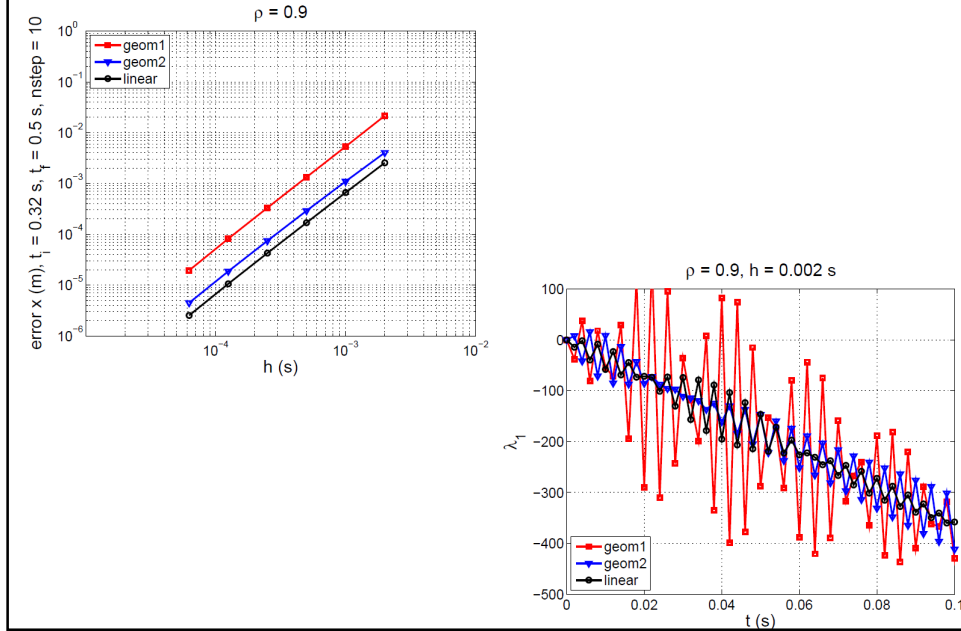 ρ = 0.9
error x (m), t_i = 0.32 s, t_f = 0.5 s, nstep = 10
10^0
10^-1
10^-2
10^-3
10^-4
10^-5
10^-6
geom1
geom2
linear
10^-4
10^-3
10^-2
h (s)
ρ = 0.9, h = 0.002 s
λ_1
100
0
−100
−200
−300
−400
−500
geom1
geom2
linear
0
0.02
0.04
0.06
0.08
0.1
t (s)